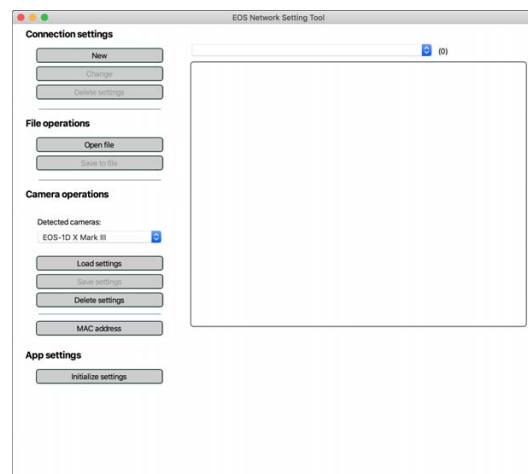 EOS Network Setting Tool
Connection settings
New
Change
Delete settings
(0)
File operations
Open file
Save to file
Camera operations
Detected cameras:
EOS-1D X Mark III
Load settings
Save settings
Delete settings
MAC address
App settings
Initialize settings